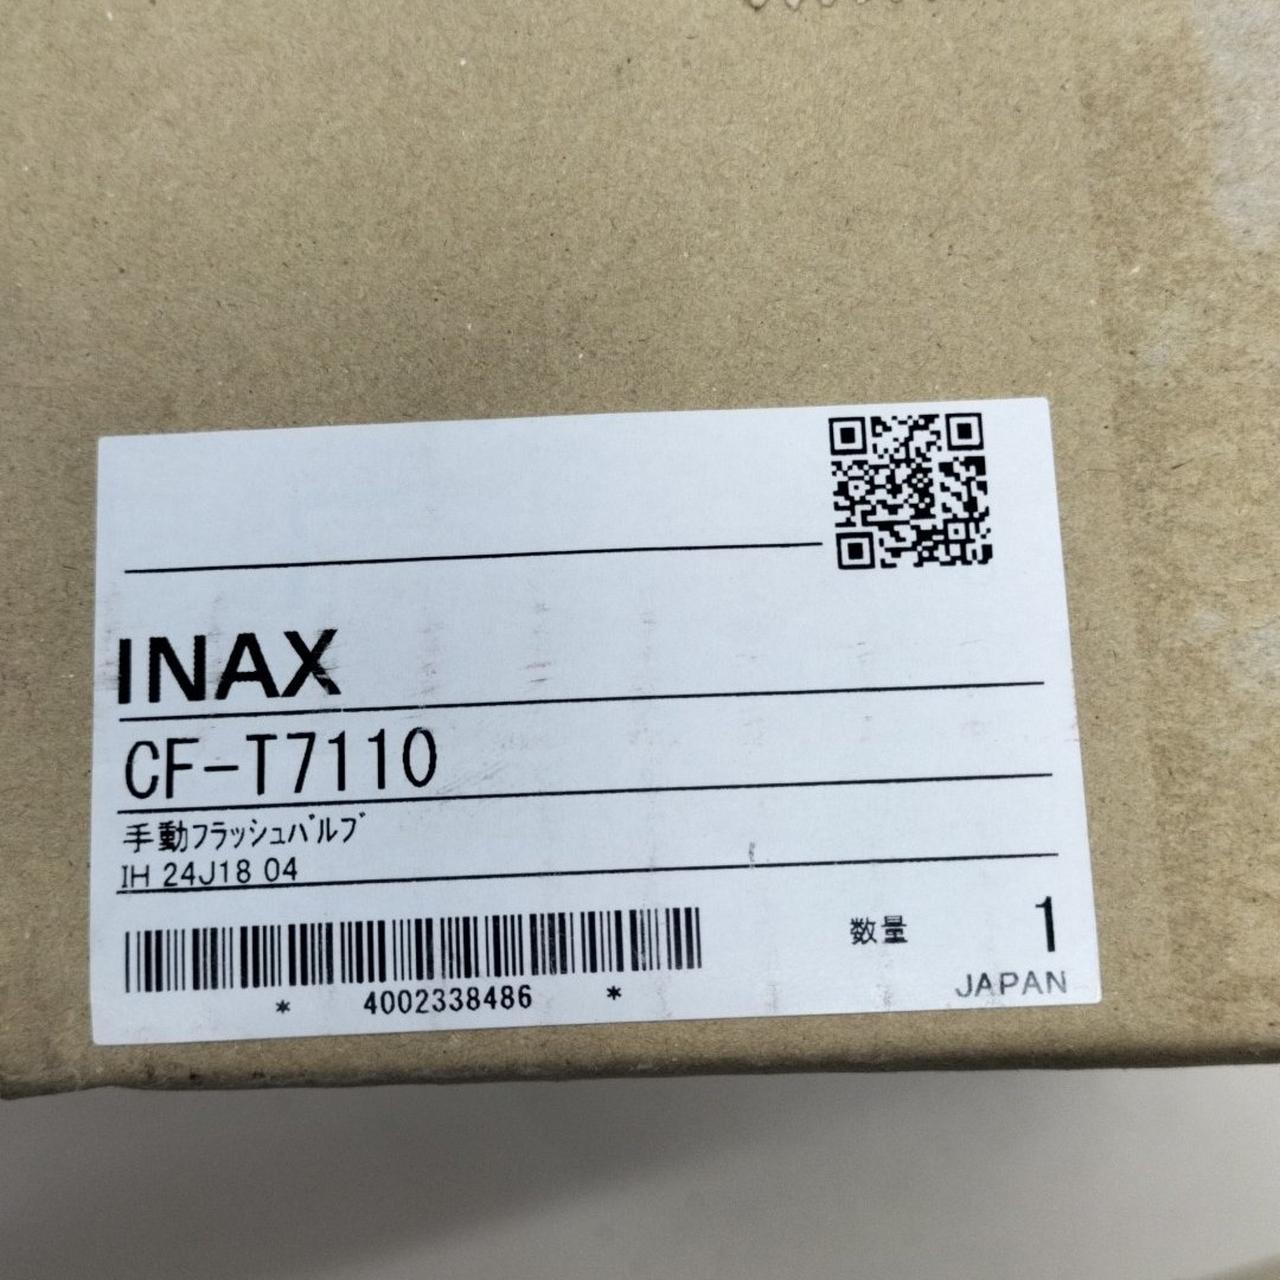 INAX
CF-T7110
手動フラッシュバルブ
IH 24J18 04
* 4002338486 *
数量 1
JAPAN